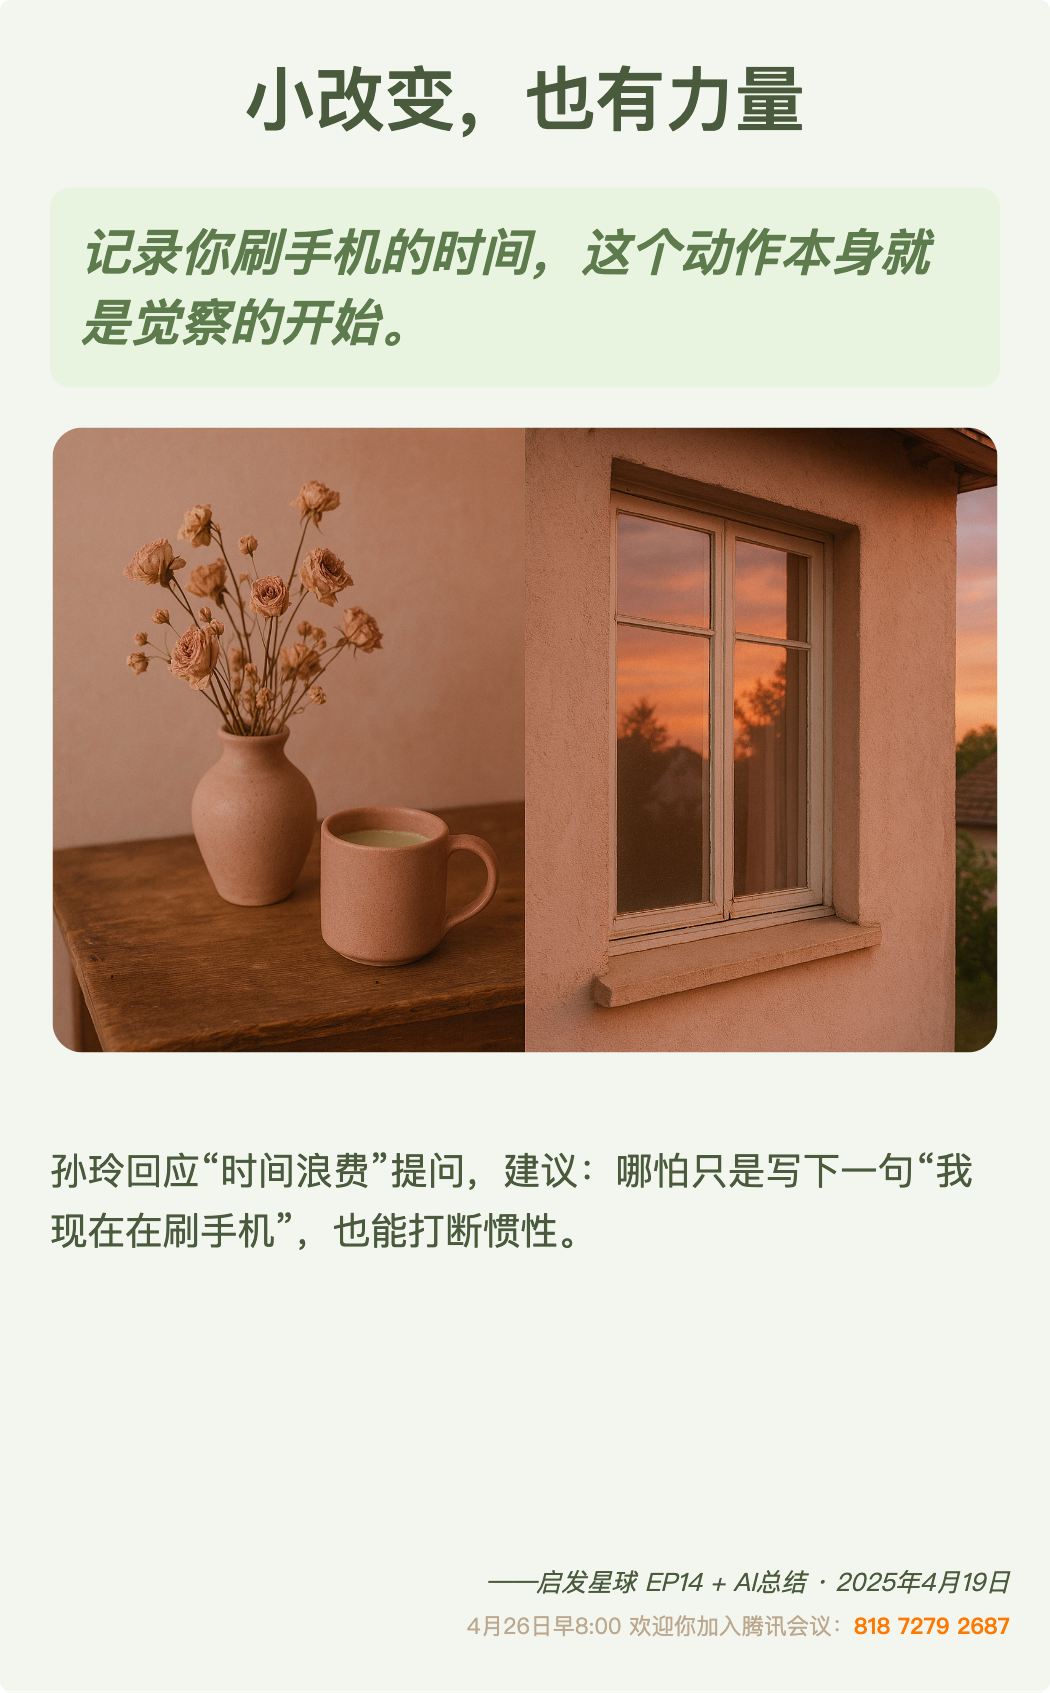 小改变，也有力量
记录你刷手机的时间，这个动作本身就
是觉察的开始。
孙玲回应“时间浪费”提问，建议：哪怕只是写下一句“我
现在在刷手机”，也能打断惯性。
——启发星球 EP14 + AI总结 · 2025年4月19日
4月26日早8:00 欢迎你加入腾讯会议：818 7279 2687